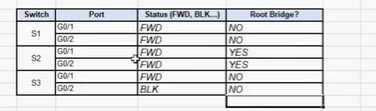 Switch Port Status (FWD, BLK...) Root Bridge?
S1 G0/1 FWD NO
G0/2 FWD NO
S2 G0/1 FWD YES
G0/2 FWD YES
S3 G0/1 FWD NO
G0/2 BLK NO